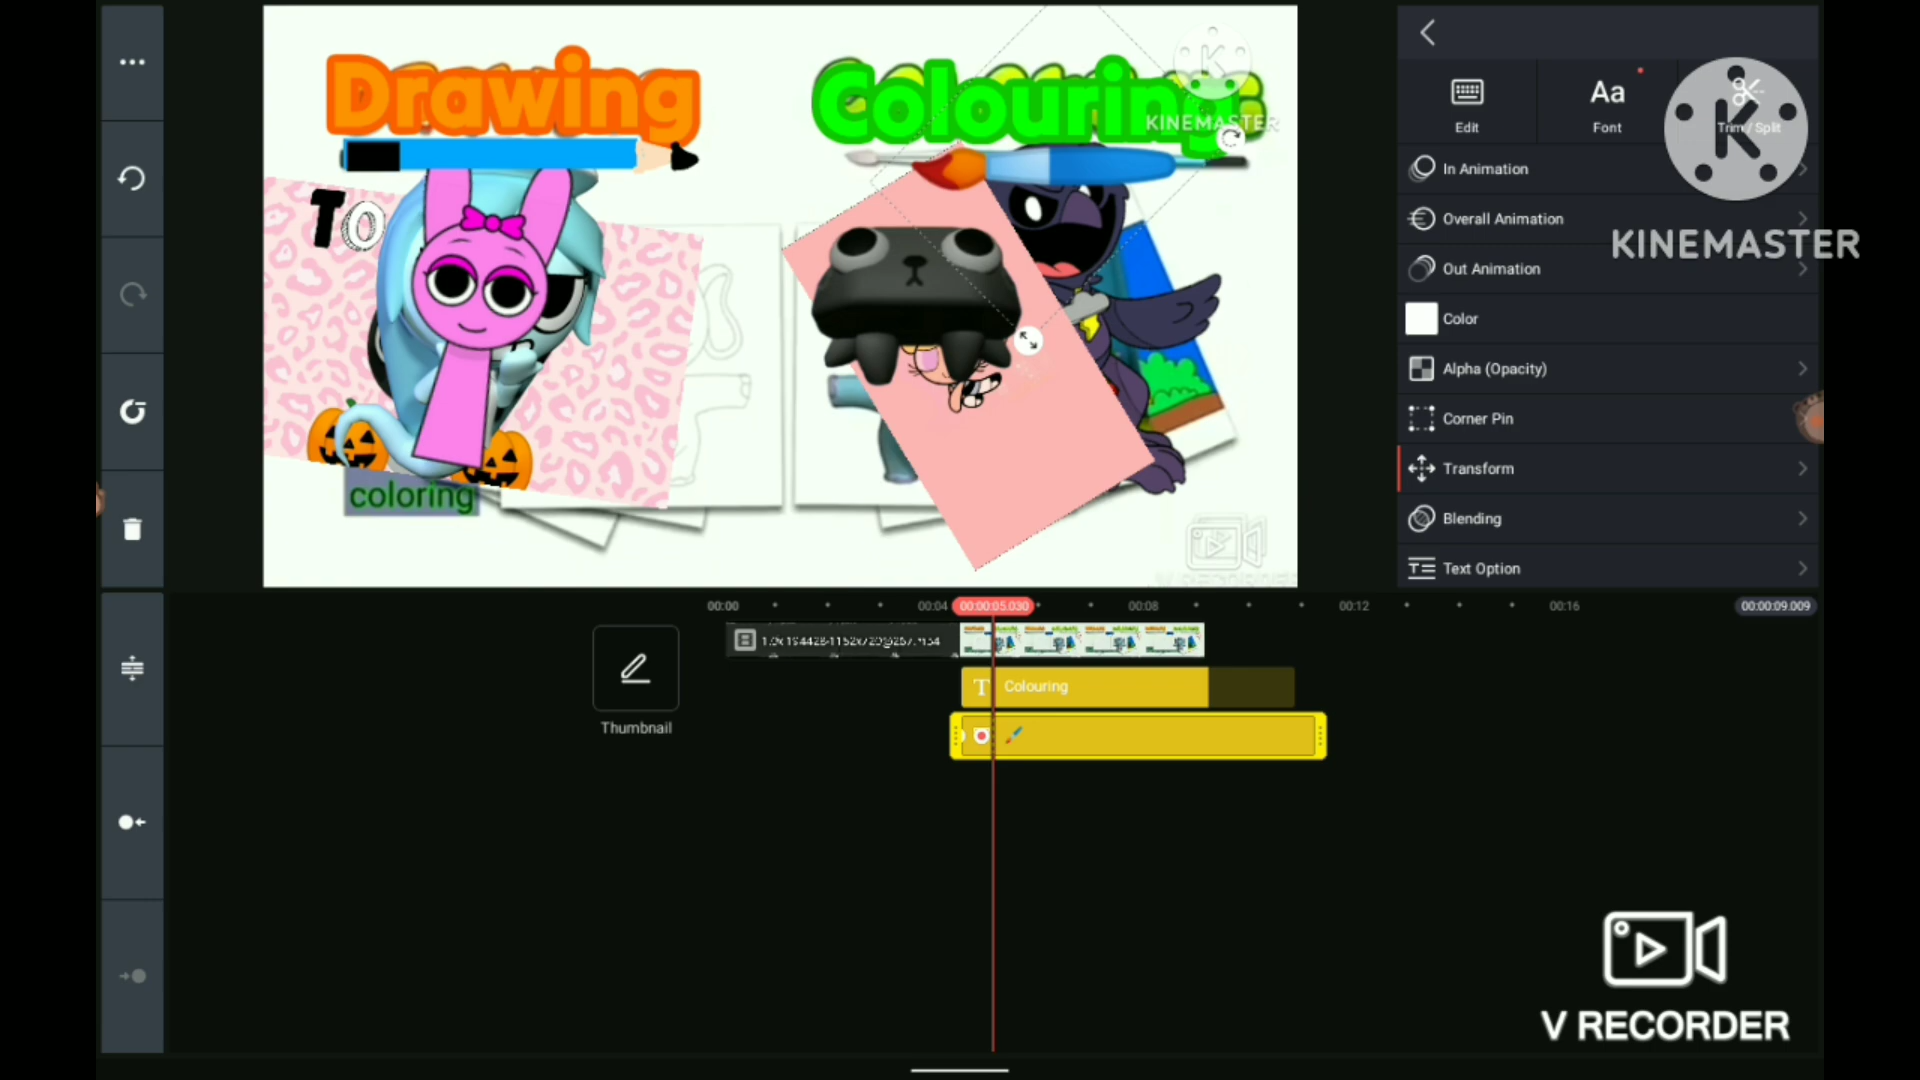 Drawing
Colouring
KINEMASTER
TO
coloring
Edit
Aa
Font
Trim / Split
K
KINEMASTER
In Animation
Overall Animation
Out Animation
Color
Alpha (Opacity)
Corner Pin
Transform
Blending
Text Option
V RECORDER
00:00
00:04
00:00:05.030
00:08
00:12
00:16
00:00:09.009
Thumbnail
T Colouring
V RECORDER